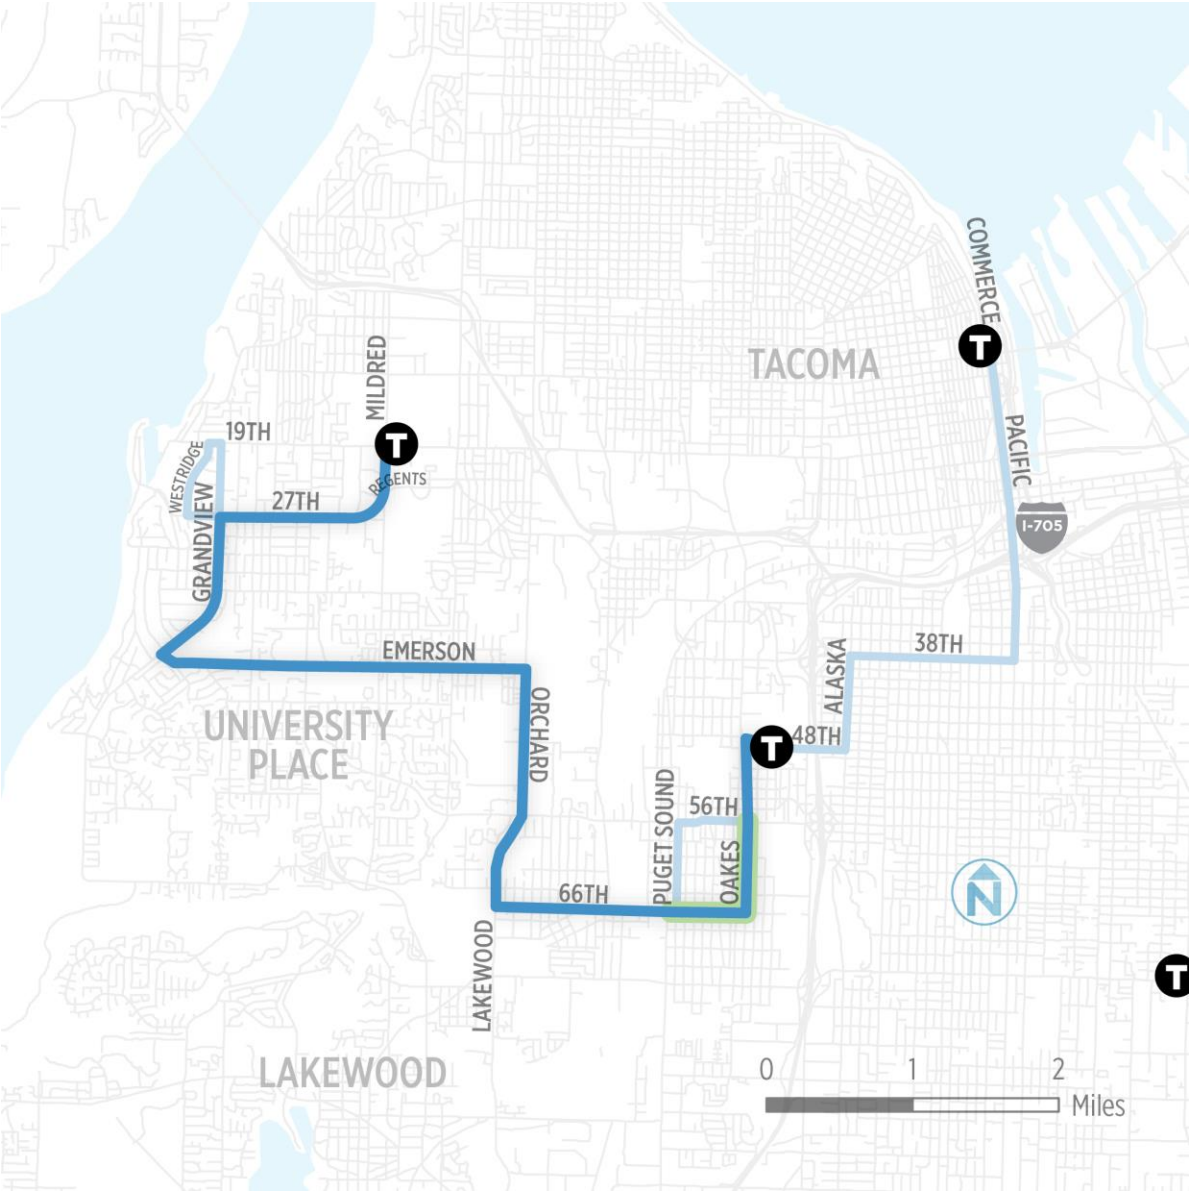 COMMERCE
T
TACOMA
MILDRED
PACIFIC
19TH
T
WESTRIDGE
REGENTS
27TH
GRANDVIEW
I-705
EMERSON
38TH
ALASKA
ORCHARD
UNIVERSITY
PLACE
48TH
T
PUGET SOUND
56TH
OAKES
66TH
N
LAKEWOOD
T
LAKEWOOD
0 1 2
Miles